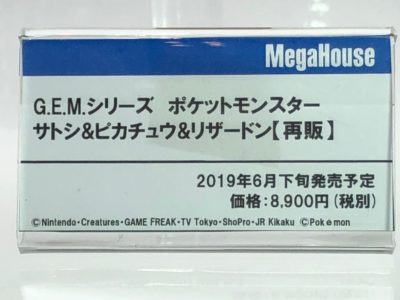 MegaHouse
G.E.M.シリーズ ポケットモンスター
サトシ&ピカチュウ&リザードン【再販】
2019年6月下旬発売予定
価格:8,900円(税別)
©Nintendo・Creatures・GAME FREAK・TV Tokyo・ShoPro・JR Kikaku ©Pokémon